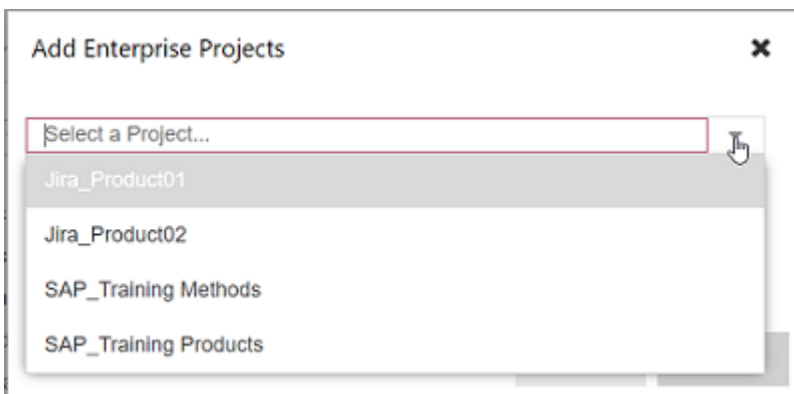 Add Enterprise Projects
Select a Project...
Jira_Product01
Jira_Product02
SAP_Training Methods
SAP_Training Products